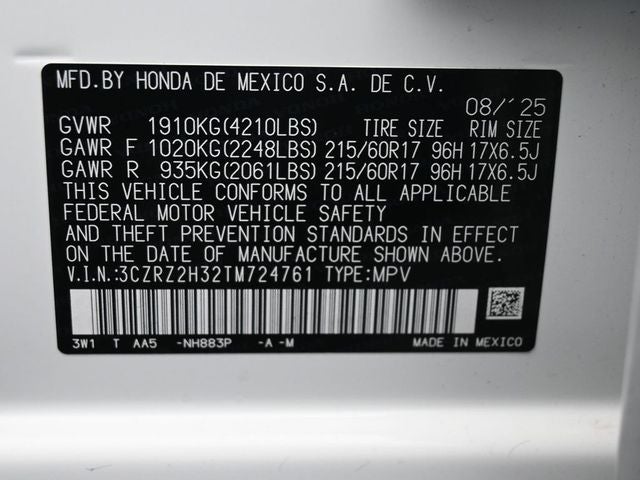 MFD.BY HONDA DE MEXICO S.A. DE C.V.
08/'25
GVWR 1910KG(4210LBS) TIRE SIZE RIM SIZE
GAWR F 1020KG(2248LBS) 215/60R17 96H 17X6.5J
GAWR R 935KG(2061LBS) 215/60R17 96H 17X6.5J
THIS VEHICLE CONFORMS TO ALL APPLICABLE
FEDERAL MOTOR VEHICLE SAFETY
AND THEFT PREVENTION STANDARDS IN EFFECT
ON THE DATE OF MANUFACTURE SHOWN ABOVE.
V.I.N.:3CZRZ2H32TM724761 TYPE:MPV
3W1 T AA5 -NH883P -A-M MADE IN MEXICO